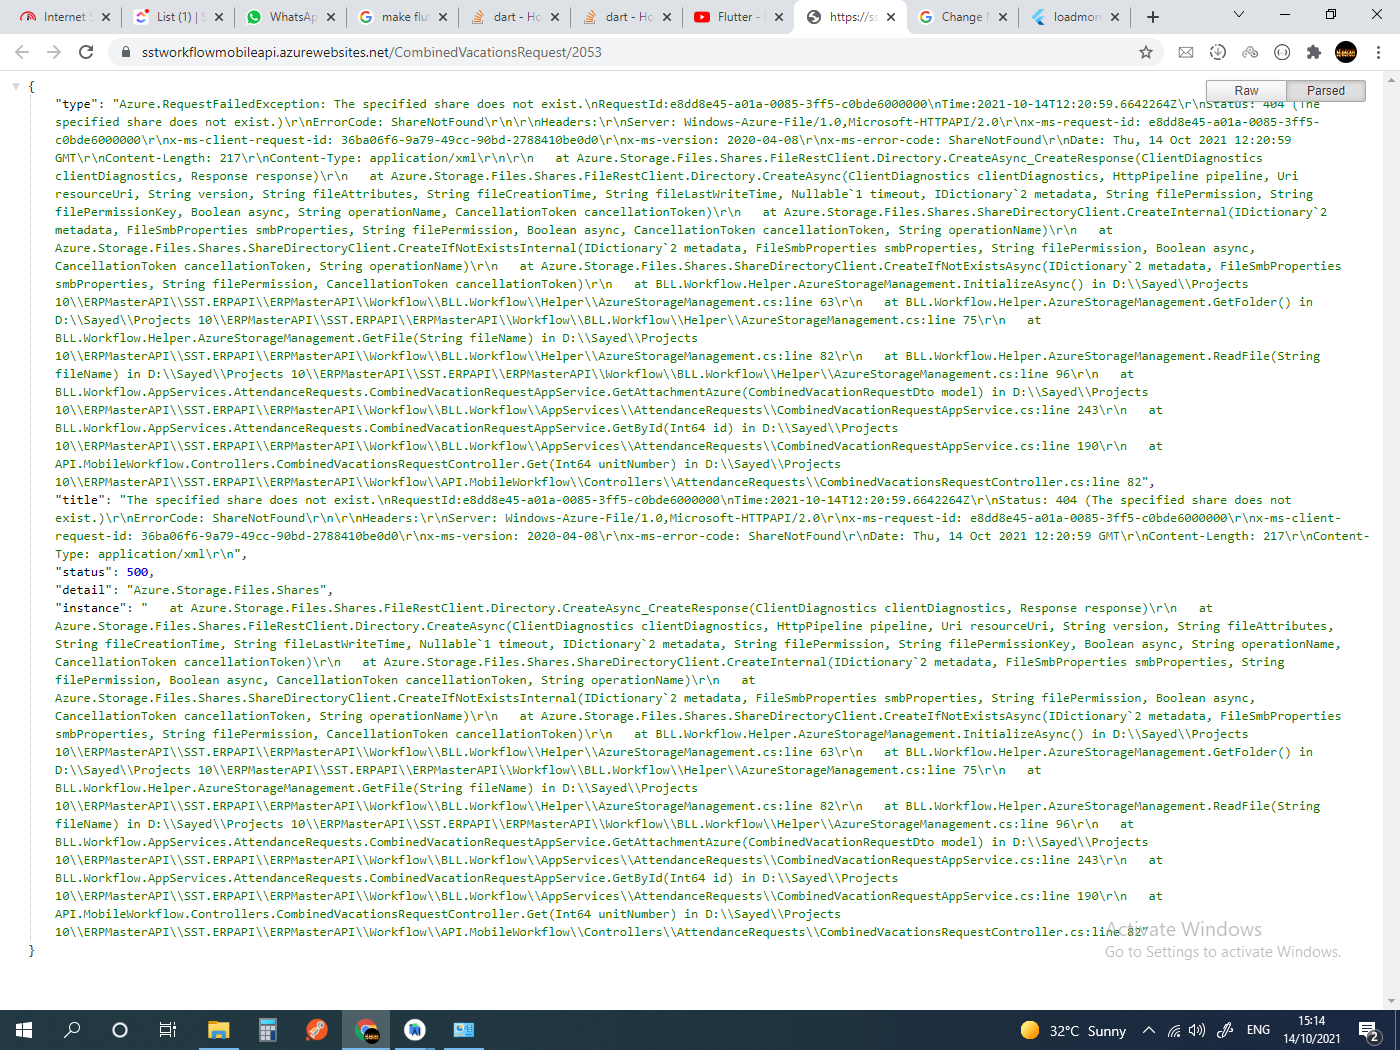 Internet S
List (1) | S
WhatsAp
make flu
dart - Ho
dart - Ho
Flutter - F
https://ss
Change
loadmor
sstworkflowmobileapi.azurewebsites.net/CombinedVacationsRequest/2053
Raw
Parsed
{
"type": "Azure.RequestFailedException: The specified share does not exist.\nRequestId:e8dd8e45-a01a-0085-3ff5-c0bde6000000\nTime:2021-10-14T12:20:59.6642264Z\r\nStatus: 404 (The
specified share does not exist.)\r\nErrorCode: ShareNotFound\r\n\r\nHeaders:\r\nServer: Windows-Azure-File/1.0,Microsoft-HTTPAPI/2.0\r\nx-ms-request-id: e8dd8e45-a01a-0085-3ff5-
c0bde6000000\r\nx-ms-client-request-id: 36ba06f6-9a79-49cc-90bd-2788410be0d0\r\nx-ms-version: 2020-04-08\r\nx-ms-error-code: ShareNotFound\r\nDate: Thu, 14 Oct 2021 12:20:59
GMT\r\nContent-Length: 217\r\nContent-Type: application/xml\r\n\r\n   at Azure.Storage.Files.Shares.FileRestClient.Directory.CreateAsync_CreateResponse(ClientDiagnostics
clientDiagnostics, Response response)\r\n   at Azure.Storage.Files.Shares.FileRestClient.Directory.CreateAsync(ClientDiagnostics clientDiagnostics, HttpPipeline pipeline, Uri
resourceUri, String version, String fileAttributes, String fileCreationTime, String fileLastWriteTime, Nullable`1 timeout, IDictionary`2 metadata, String filePermission, String
filePermissionKey, Boolean async, String operationName, CancellationToken cancellationToken)\r\n   at Azure.Storage.Files.Shares.ShareDirectoryClient.CreateInternal(IDictionary`2
metadata, FileSmbProperties smbProperties, String filePermission, Boolean async, CancellationToken cancellationToken, String operationName)\r\n   at
Azure.Storage.Files.Shares.ShareDirectoryClient.CreateIfNotExistsInternal(IDictionary`2 metadata, FileSmbProperties smbProperties, String filePermission, Boolean async,
CancellationToken cancellationToken, String operationName)\r\n   at Azure.Storage.Files.Shares.ShareDirectoryClient.CreateIfNotExistsAsync(IDictionary`2 metadata, FileSmbProperties
smbProperties, String filePermission, CancellationToken cancellationToken)\r\n   at BLL.Workflow.Helper.AzureStorageManagement.InitializeAsync() in D:\\Sayed\\Projects
10\\ERPMasterAPI\\SST.ERPAPI\\ERPMasterAPI\\Workflow\\BLL.Workflow\\Helper\\AzureStorageManagement.cs:line 63\r\n   at BLL.Workflow.Helper.AzureStorageManagement.GetFolder() in
D:\\Sayed\\Projects 10\\ERPMasterAPI\\SST.ERPAPI\\ERPMasterAPI\\Workflow\\BLL.Workflow\\Helper\\AzureStorageManagement.cs:line 75\r\n   at
BLL.Workflow.Helper.AzureStorageManagement.GetFile(String fileName) in D:\\Sayed\\Projects
10\\ERPMasterAPI\\SST.ERPAPI\\ERPMasterAPI\\Workflow\\BLL.Workflow\\Helper\\AzureStorageManagement.cs:line 82\r\n   at BLL.Workflow.Helper.AzureStorageManagement.ReadFile(String
fileName) in D:\\Sayed\\Projects 10\\ERPMasterAPI\\SST.ERPAPI\\ERPMasterAPI\\Workflow\\BLL.Workflow\\Helper\\AzureStorageManagement.cs:line 96\r\n   at
BLL.Workflow.AppServices.AttendanceRequests.CombinedVacationRequestAppService.GetAttachmentAzure(CombinedVacationRequestDto model) in D:\\Sayed\\Projects
10\\ERPMasterAPI\\SST.ERPAPI\\ERPMasterAPI\\Workflow\\BLL.Workflow\\AppServices\\AttendanceRequests\\CombinedVacationRequestAppService.cs:line 243\r\n   at
BLL.Workflow.AppServices.AttendanceRequests.CombinedVacationRequestAppService.GetById(Int64 id) in D:\\Sayed\\Projects
10\\ERPMasterAPI\\SST.ERPAPI\\ERPMasterAPI\\Workflow\\BLL.Workflow\\AppServices\\AttendanceRequests\\CombinedVacationRequestAppService.cs:line 190\r\n   at
API.MobileWorkflow.Controllers.CombinedVacationsRequestController.Get(Int64 unitNumber) in D:\\Sayed\\Projects
10\\ERPMasterAPI\\SST.ERPAPI\\ERPMasterAPI\\Workflow\\API.MobileWorkflow\\Controllers\\AttendanceRequests\\CombinedVacationsRequestController.cs:line 82",
"title": "The specified share does not exist.\nRequestId:e8dd8e45-a01a-0085-3ff5-c0bde6000000\nTime:2021-10-14T12:20:59.6642264Z\r\nStatus: 404 (The specified share does not
exist.)\r\nErrorCode: ShareNotFound\r\n\r\nHeaders:\r\nServer: Windows-Azure-File/1.0,Microsoft-HTTPAPI/2.0\r\nx-ms-request-id: e8dd8e45-a01a-0085-3ff5-c0bde6000000\r\nx-ms-client-
request-id: 36ba06f6-9a79-49cc-90bd-2788410be0d0\r\nx-ms-version: 2020-04-08\r\nx-ms-error-code: ShareNotFound\r\nDate: Thu, 14 Oct 2021 12:20:59 GMT\r\nContent-Length: 217\r\nContent-
Type: application/xml\r\n",
"status": 500,
"detail": "Azure.Storage.Files.Shares",
"instance": "   at Azure.Storage.Files.Shares.FileRestClient.Directory.CreateAsync_CreateResponse(ClientDiagnostics clientDiagnostics, Response response)\r\n   at
Azure.Storage.Files.Shares.FileRestClient.Directory.CreateAsync(ClientDiagnostics clientDiagnostics, HttpPipeline pipeline, Uri resourceUri, String version, String fileAttributes,
String fileCreationTime, String fileLastWriteTime, Nullable`1 timeout, IDictionary`2 metadata, String filePermission, String filePermissionKey, Boolean async, String operationName,
CancellationToken cancellationToken)\r\n   at Azure.Storage.Files.Shares.ShareDirectoryClient.CreateInternal(IDictionary`2 metadata, FileSmbProperties smbProperties, String
filePermission, Boolean async, CancellationToken cancellationToken, String operationName)\r\n   at
Azure.Storage.Files.Shares.ShareDirectoryClient.CreateIfNotExistsInternal(IDictionary`2 metadata, FileSmbProperties smbProperties, String filePermission, Boolean async,
CancellationToken cancellationToken, String operationName)\r\n   at Azure.Storage.Files.Shares.ShareDirectoryClient.CreateIfNotExistsAsync(IDictionary`2 metadata, FileSmbProperties
smbProperties, String filePermission, CancellationToken cancellationToken)\r\n   at BLL.Workflow.Helper.AzureStorageManagement.InitializeAsync() in D:\\Sayed\\Projects
10\\ERPMasterAPI\\SST.ERPAPI\\ERPMasterAPI\\Workflow\\BLL.Workflow\\Helper\\AzureStorageManagement.cs:line 63\r\n   at BLL.Workflow.Helper.AzureStorageManagement.GetFolder() in
D:\\Sayed\\Projects 10\\ERPMasterAPI\\SST.ERPAPI\\ERPMasterAPI\\Workflow\\BLL.Workflow\\Helper\\AzureStorageManagement.cs:line 75\r\n   at
BLL.Workflow.Helper.AzureStorageManagement.GetFile(String fileName) in D:\\Sayed\\Projects
10\\ERPMasterAPI\\SST.ERPAPI\\ERPMasterAPI\\Workflow\\BLL.Workflow\\Helper\\AzureStorageManagement.cs:line 82\r\n   at BLL.Workflow.Helper.AzureStorageManagement.ReadFile(String
fileName) in D:\\Sayed\\Projects 10\\ERPMasterAPI\\SST.ERPAPI\\ERPMasterAPI\\Workflow\\BLL.Workflow\\Helper\\AzureStorageManagement.cs:line 96\r\n   at
BLL.Workflow.AppServices.AttendanceRequests.CombinedVacationRequestAppService.GetAttachmentAzure(CombinedVacationRequestDto model) in D:\\Sayed\\Projects
10\\ERPMasterAPI\\SST.ERPAPI\\ERPMasterAPI\\Workflow\\BLL.Workflow\\AppServices\\AttendanceRequests\\CombinedVacationRequestAppService.cs:line 243\r\n   at
BLL.Workflow.AppServices.AttendanceRequests.CombinedVacationRequestAppService.GetById(Int64 id) in D:\\Sayed\\Projects
10\\ERPMasterAPI\\SST.ERPAPI\\ERPMasterAPI\\Workflow\\BLL.Workflow\\AppServices\\AttendanceRequests\\CombinedVacationRequestAppService.cs:line 190\r\n   at
API.MobileWorkflow.Controllers.CombinedVacationsRequestController.Get(Int64 unitNumber) in D:\\Sayed\\Projects
10\\ERPMasterAPI\\SST.ERPAPI\\ERPMasterAPI\\Workflow\\API.MobileWorkflow\\Controllers\\AttendanceRequests\\CombinedVacationsRequestController.cs:line 82"
}
Activate Windows
Go to Settings to activate Windows.
32°C Sunny
ENG
15:14
14/10/2021
2